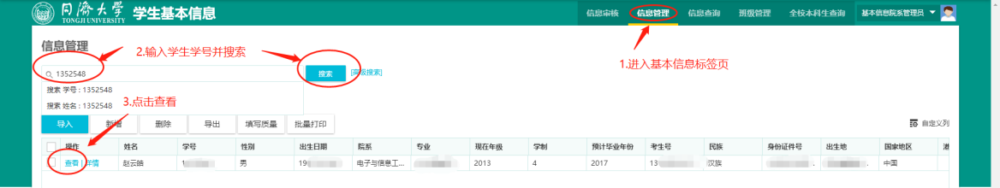 同濟大學 学生基本信息
TONGJI UNIVERSITY
信息审核 信息管理 信息查询 班级管理 全校本科生查询 基本信息院系管理员
信息管理
2.输入学生学号并搜索
1.进入基本信息标签页
1352548 搜索 [高级搜索]
搜索 学号 : 1352548
搜索 姓名 : 1352548
3.点击查看
导入 新增 删除 导出 填写质量 批量打印 自定义列
操作 姓名 学号 性别 出生日期 院系 专业 现在年级 学制 预计毕业年份 考生号 民族 身份证件号 出生地 国家地区 港
查看 | 详情 赵云皓 1 男 19 电子与信息工... 2013 4 2017 13 汉族 中国